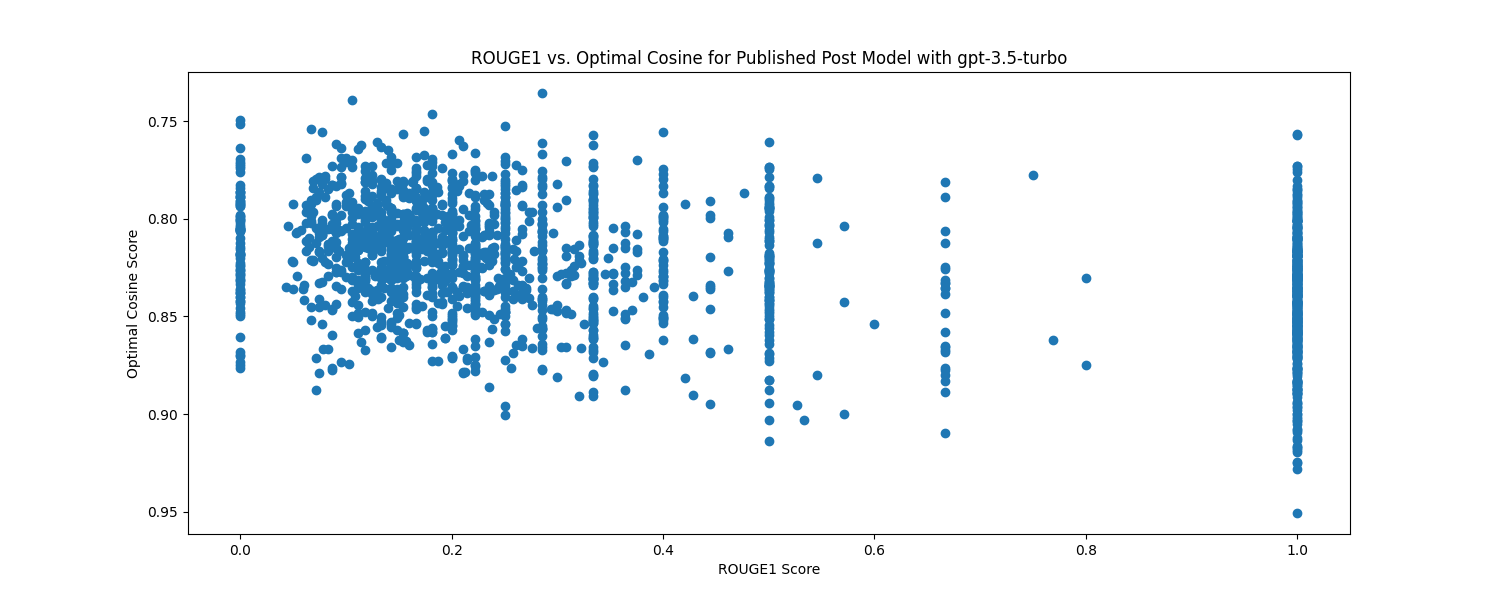 ROUGE1 vs. Optimal Cosine for Published Post Model with gpt-3.5-turbo
Optimal Cosine Score
0.75
0.80
0.85
0.90
0.95
0.0 0.2 0.4 0.6 0.8 1.0
ROUGE1 Score